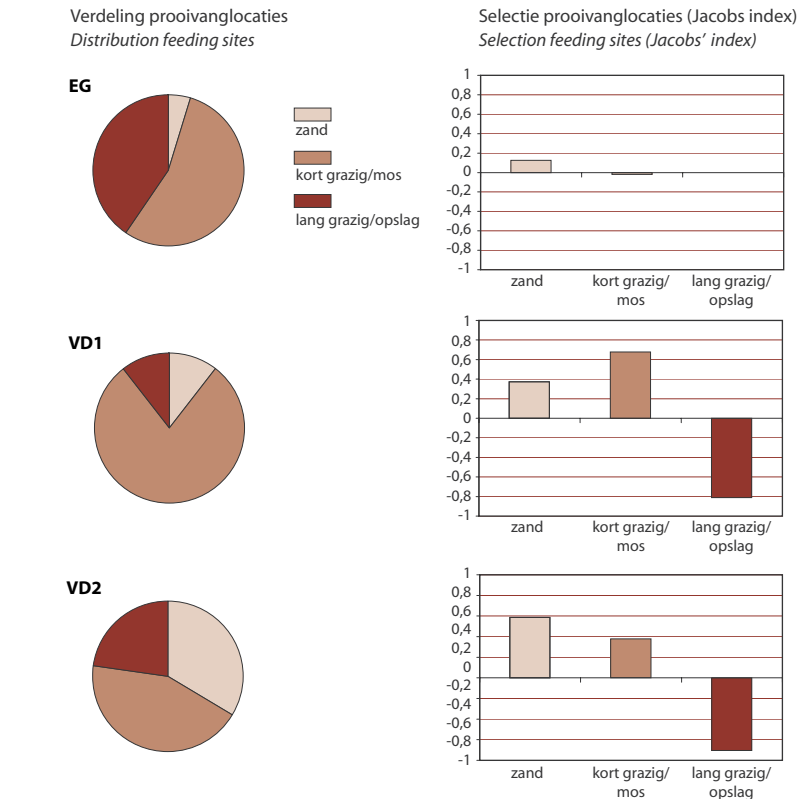 Verdeling prooivanglocaties
Distribution feeding sites
Selectie prooivanglocaties (Jacobs index)
Selection feeding sites (Jacobs’ index)
EG
zand
kort grazig/mos
lang grazig/opslag
1
0,8
0,6
0,4
0,2
0
-0,2
-0,4
-0,6
-0,8
-1
zand
kort grazig/
mos
lang grazig/
opslag
VD1
1
0,8
0,6
0,4
0,2
0
-0,2
-0,4
-0,6
-0,8
-1
zand
kort grazig/
mos
lang grazig/
opslag
VD2
1
0,8
0,6
0,4
0,2
0
-0,2
-0,4
-0,6
-0,8
-1
zand
kort grazig/
mos
lang grazig/
opslag